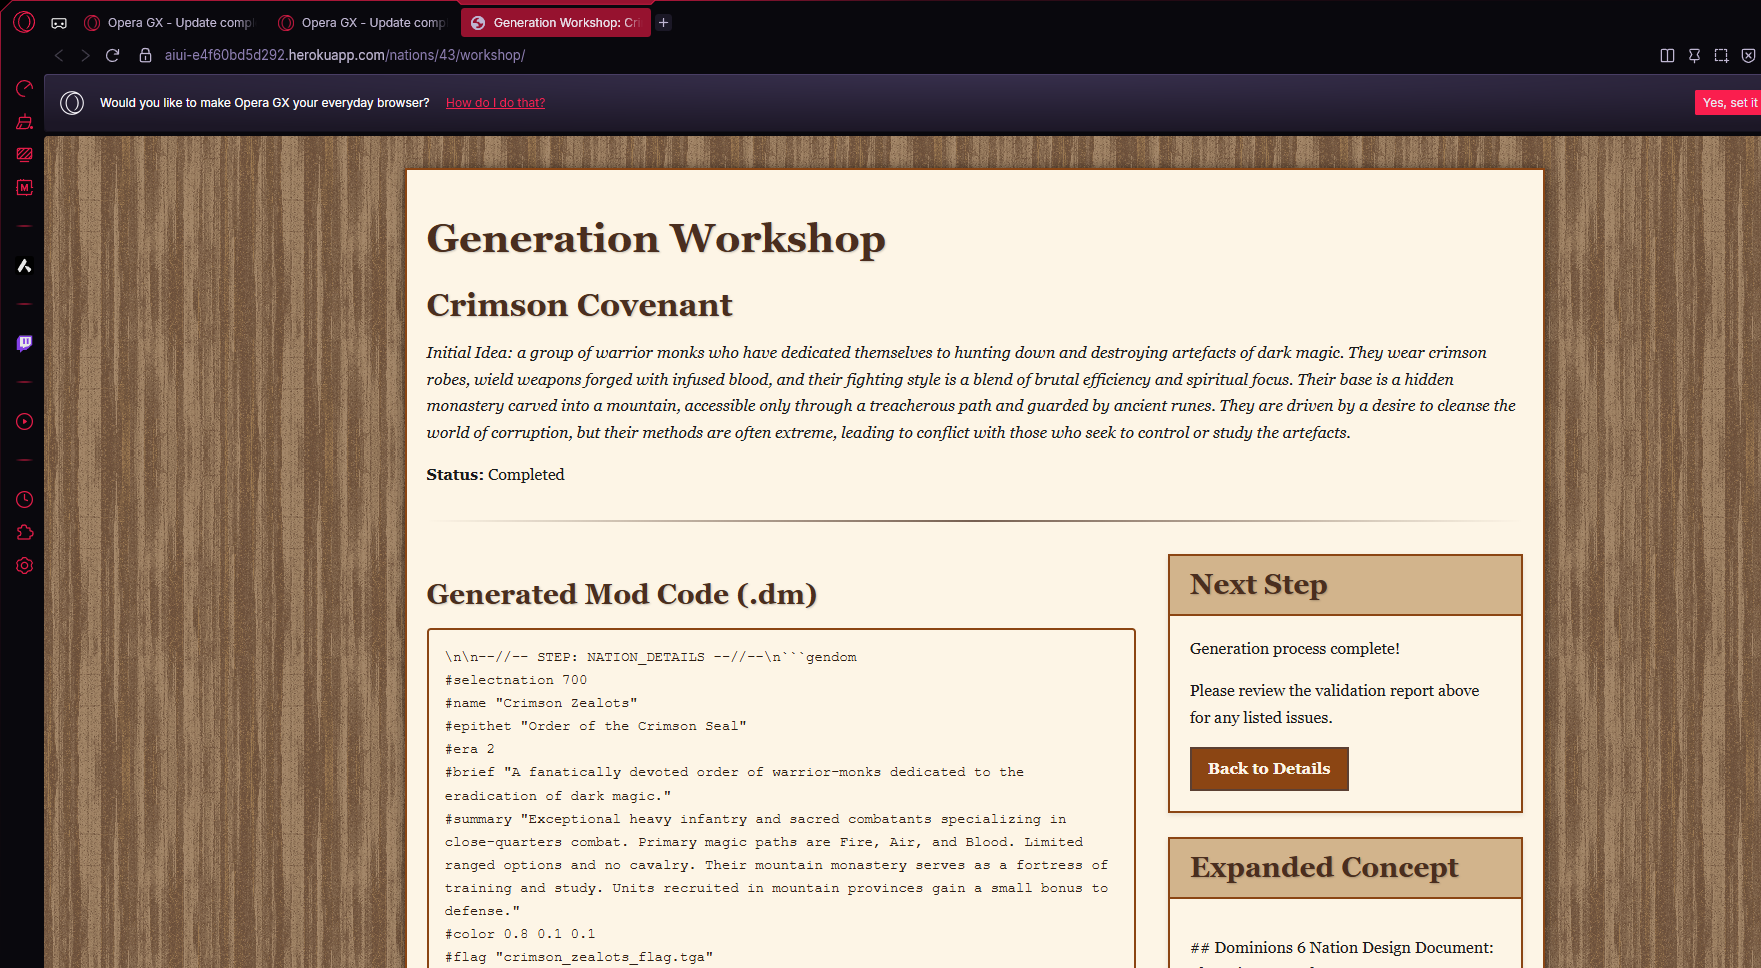 Opera GX - Update comp
Opera GX - Update comp
Generation Workshop: Cr
aiui-e4f60bd5d292.herokuapp.com/nations/43/workshop/
Would you like to make Opera GX your everyday browser? How do I do that?
Yes, set it
M
Generation Workshop
Crimson Covenant
Initial Idea: a group of warrior monks who have dedicated themselves to hunting down and destroying artefacts of dark magic. They wear crimson
robes, wield weapons forged with infused blood, and their fighting style is a blend of brutal efficiency and spiritual focus. Their base is a hidden
monastery carved into a mountain, accessible only through a treacherous path and guarded by ancient runes. They are driven by a desire to cleanse the
world of corruption, but their methods are often extreme, leading to conflict with those who seek to control or study the artefacts.
Status: Completed
Generated Mod Code (.dm)
\n\n--//-- STEP: NATION_DETAILS --//--\n```gendom
#selectnation 700
#name "Crimson Zealots"
#epithet "Order of the Crimson Seal"
#era 2
#brief "A fanatically devoted order of warrior-monks dedicated to the
eradication of dark magic."
#summary "Exceptional heavy infantry and sacred combatants specializing in
close-quarters combat. Primary magic paths are Fire, Air, and Blood. Limited
ranged options and no cavalry. Their mountain monastery serves as a fortress of
training and study. Units recruited in mountain provinces gain a small bonus to
defense."
#color 0.8 0.1 0.1
#flag "crimson_zealots_flag.tga"
Next Step
Generation process complete!
Please review the validation report above
for any listed issues.
Back to Details
Expanded Concept
## Dominions 6 Nation Design Document: